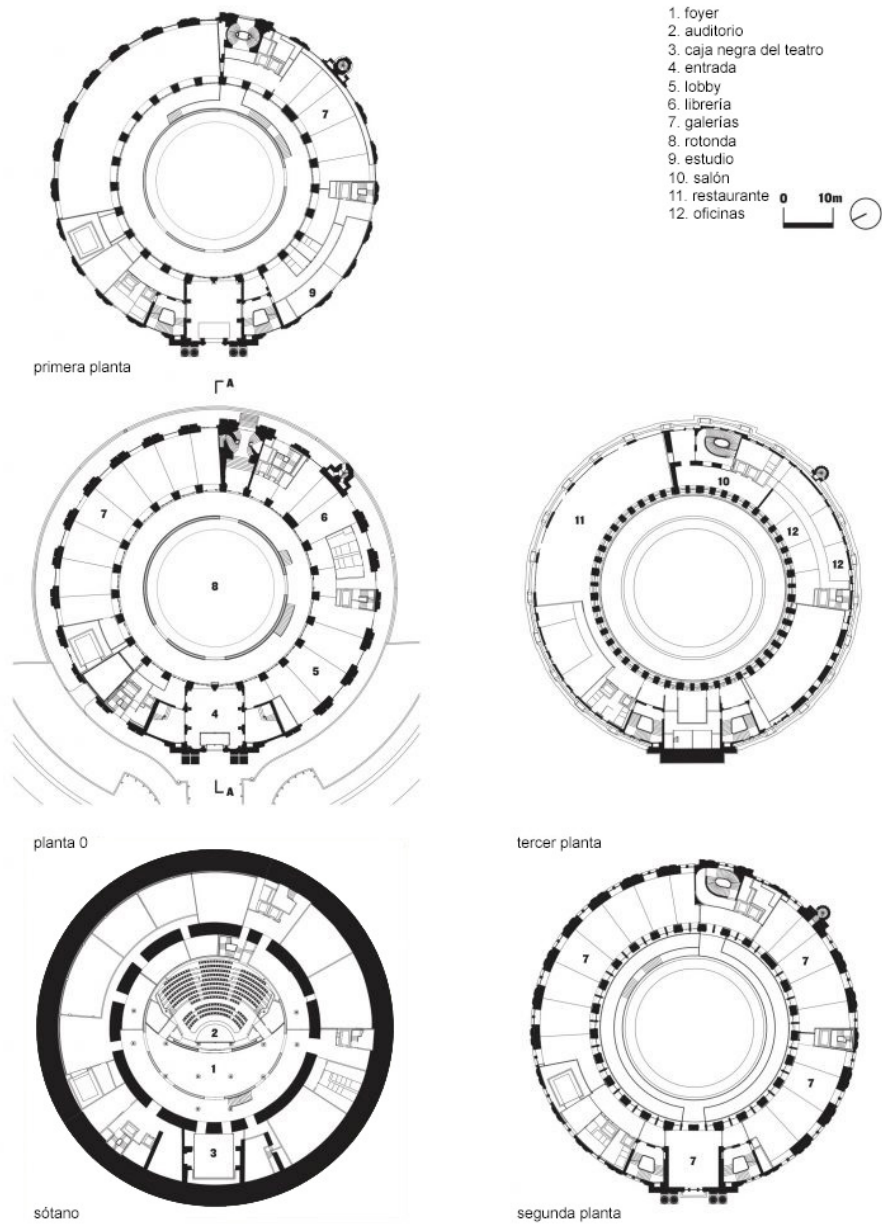 1. foyer
2. auditorio
3. caja negra del teatro
4. entrada
5. lobby
6. librería
7. galerías
8. rotonda
9. estudio
10. salón
11. restaurante
12. oficinas
0 10m
7
9
primera planta
A
7
6
8
5
4
A
planta 0
10
11
12
12
tercer planta
2
1
3
sótano
7
7
7
7
segunda planta